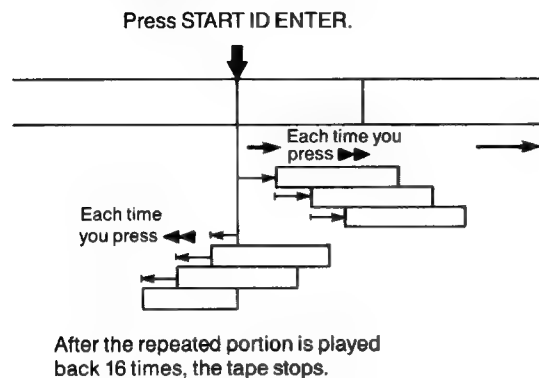 Press START ID ENTER.
Each time you
press ▶▶
Each time
you press ◀◀
After the repeated portion is played
back 16 times, the tape stops.